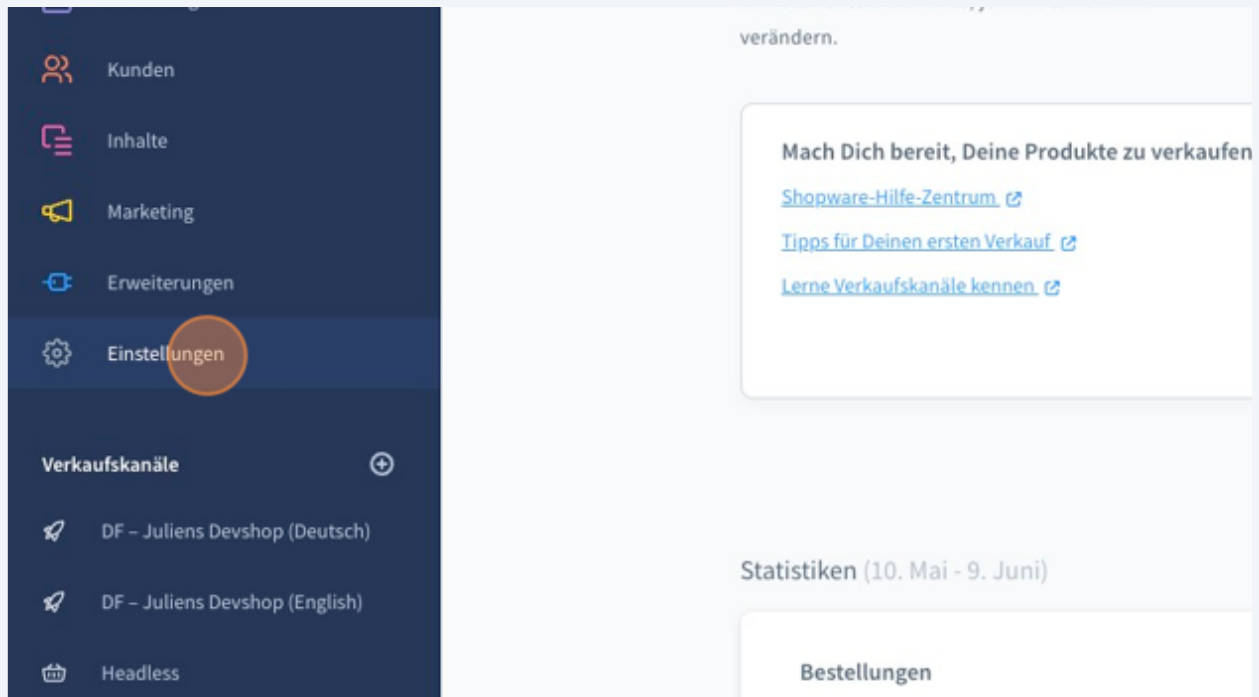 Kunden
Inhalte
Marketing
Erweiterungen
Einstellungen
Verkaufskanäle
DF – Juliens Devshop (Deutsch)
DF – Juliens Devshop (English)
Headless
verändern.
Mach Dich bereit, Deine Produkte zu verkaufen
Shopware-Hilfe-Zentrum
Tipps für Deinen ersten Verkauf
Lerne Verkaufskanäle kennen
Statistiken (10. Mai - 9. Juni)
Bestellungen